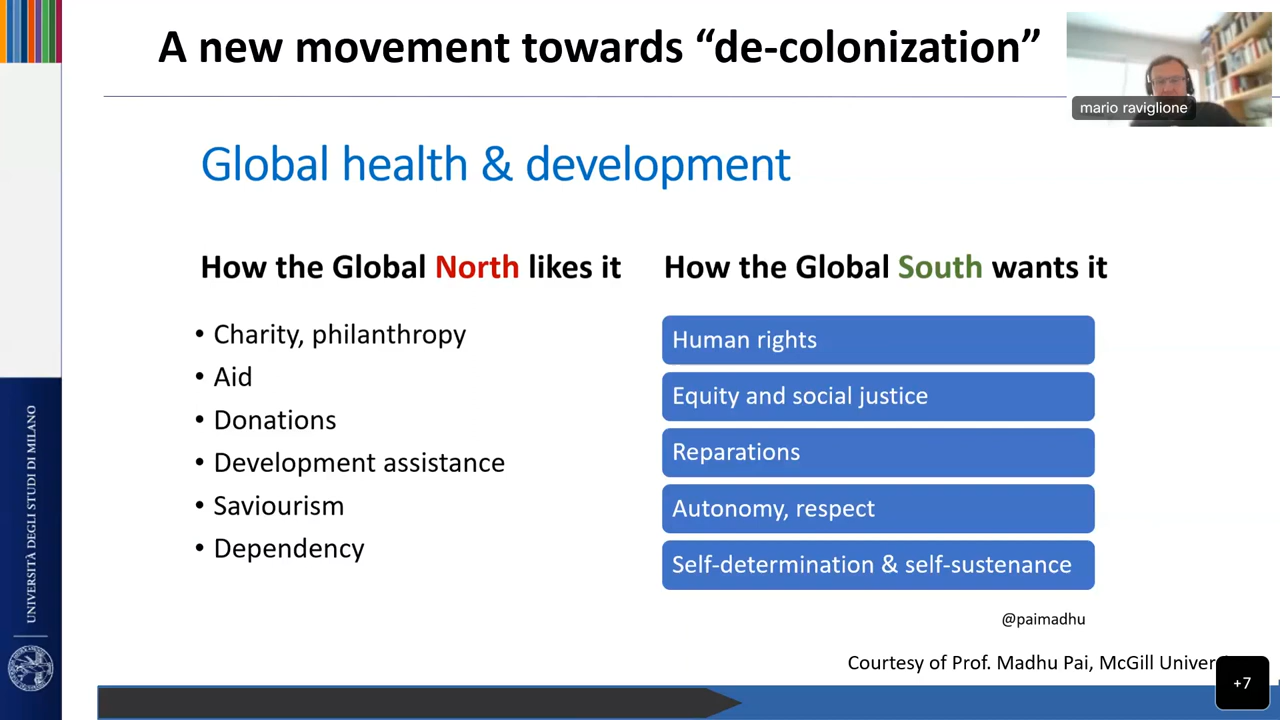 A new movement towards “de-colonization”
mario raviglione
Global health & development
How the Global North likes it
• Charity, philanthropy
• Aid
• Donations
• Development assistance
• Saviourism
• Dependency
How the Global South wants it
Human rights
Equity and social justice
Reparations
Autonomy, respect
Self-determination & self-sustenance
@paimadhu
Courtesy of Prof. Madhu Pai, McGill
+7
UNIVERSITÀ DEGLI STUDI DI MILANO